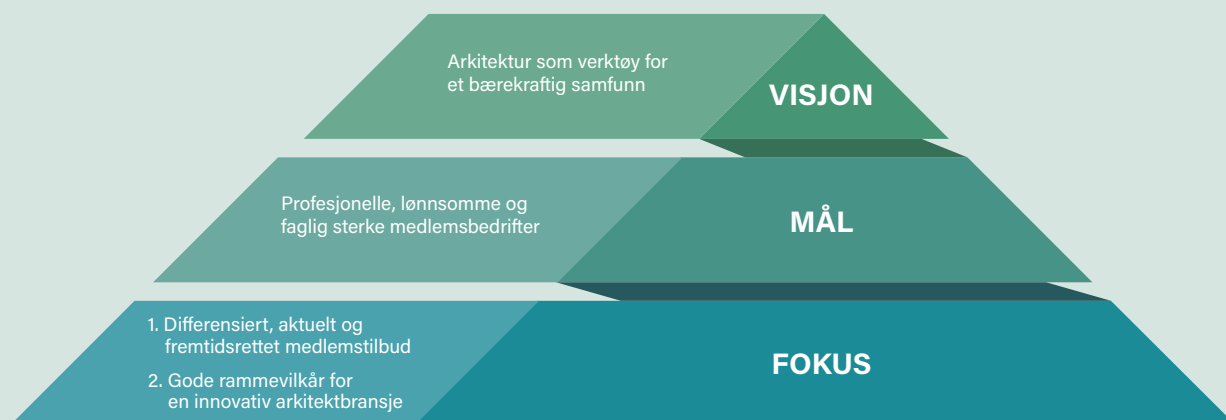 Arkitektur som verktøy for
et bærekraftig samfunn
VISJON
Profesjonelle, lønnsomme og
faglig sterke medlemsbedrifter
MÅL
1. Differensiert, aktuelt og
fremtidsrettet medlemstilbud
2. Gode rammevilkår for
en innovativ arkitektbransje
FOKUS